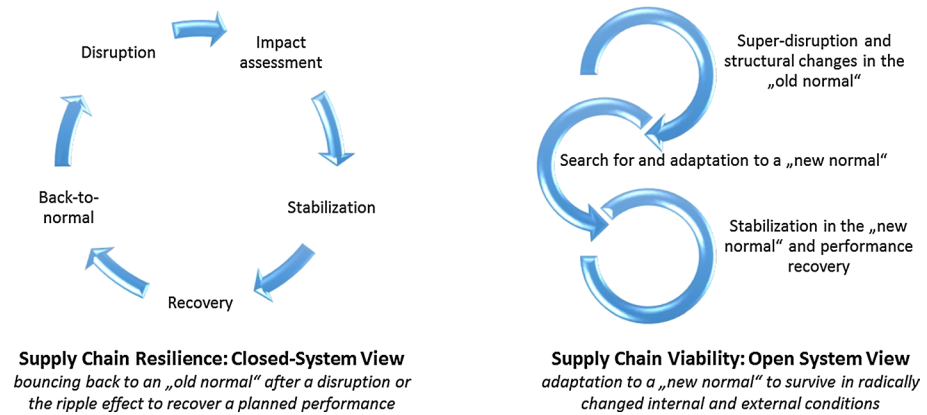 Disruption
Impact
assessment
Stabilization
Recovery
Back-to-
normal
Supply Chain Resilience: Closed-System View
bouncing back to an „old normal“ after a disruption or
the ripple effect to recover a planned performance
Super-disruption and
structural changes in the
„old normal“
Search for and adaptation to a „new normal“
Stabilization in the „new
normal“ and performance
recovery
Supply Chain Viability: Open System View
adaptation to a „new normal“ to survive in radically
changed internal and external conditions